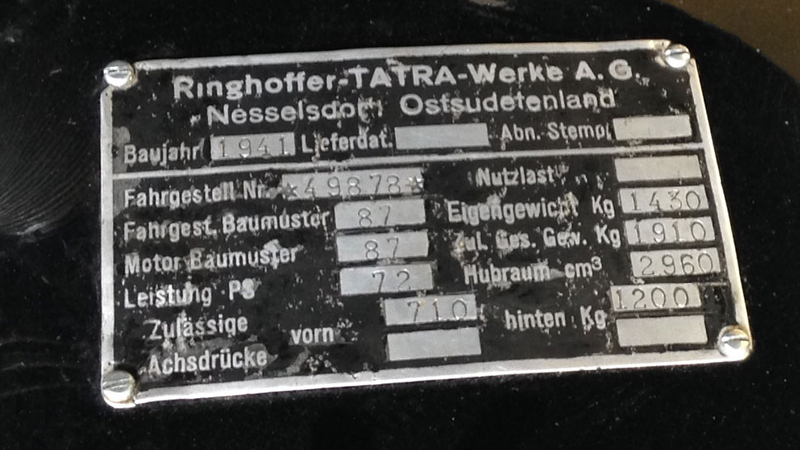 Ringhoffer-TATRA-Werke A. G.
Nesselsdorf Ostsudetenland
Baujahr 1941 Lieferdat. Abn. Stempl
Fahrgestell Nr. *49878* Nutzlast
Fahrgest. Baumuster 87 Eigengewicht Kg 1430
Motor Baumuster 87 zul. Ges. Gew. Kg 1910
Leistung PS 72 Hubraum cm³ 2960
Zulässige Achsdrücke vorn 710 hinten Kg 1200